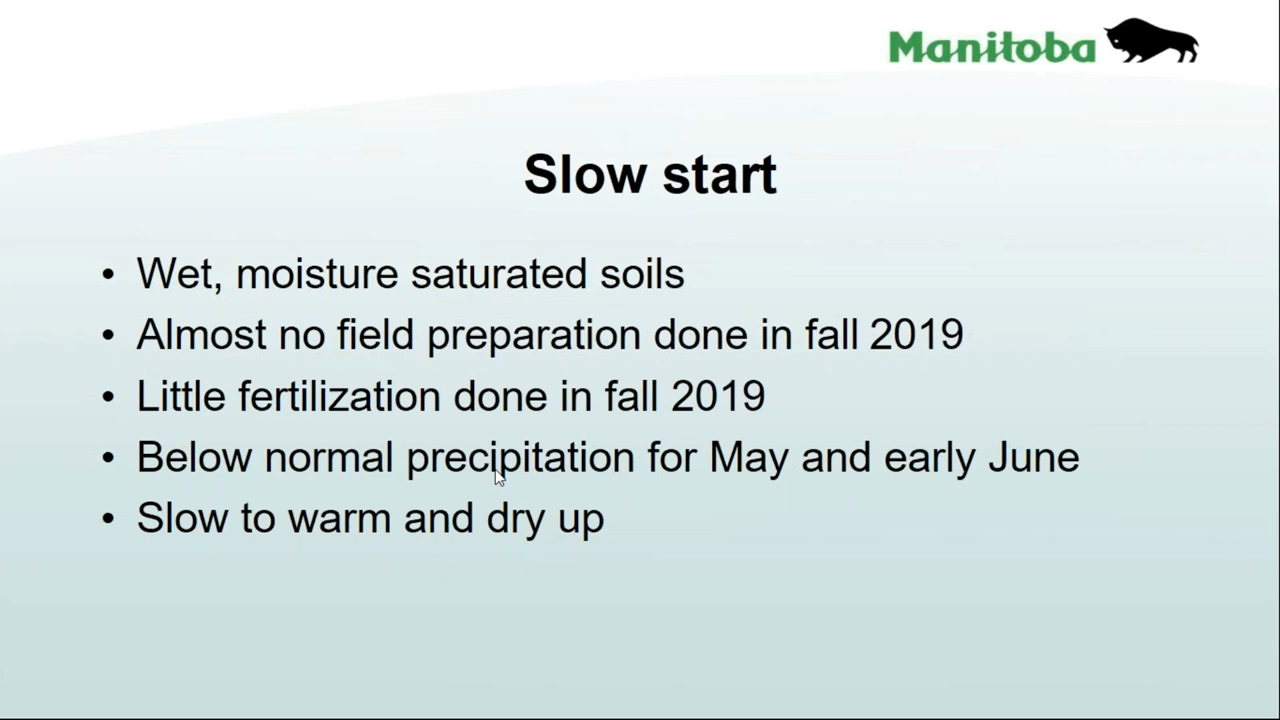 Manitoba
Slow start
• Wet, moisture saturated soils
• Almost no field preparation done in fall 2019
• Little fertilization done in fall 2019
• Below normal precipitation for May and early June
• Slow to warm and dry up